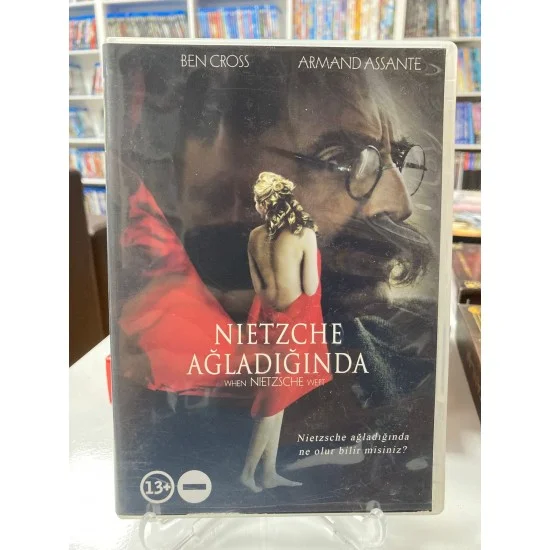 BEN CROSS ARMAND ASSANTE
NIETZCHE
AĞLADIĞINDA
WHEN NIETZSCHE WEPT
Nietzsche ağladığında
ne olur bilir misiniz?
13+